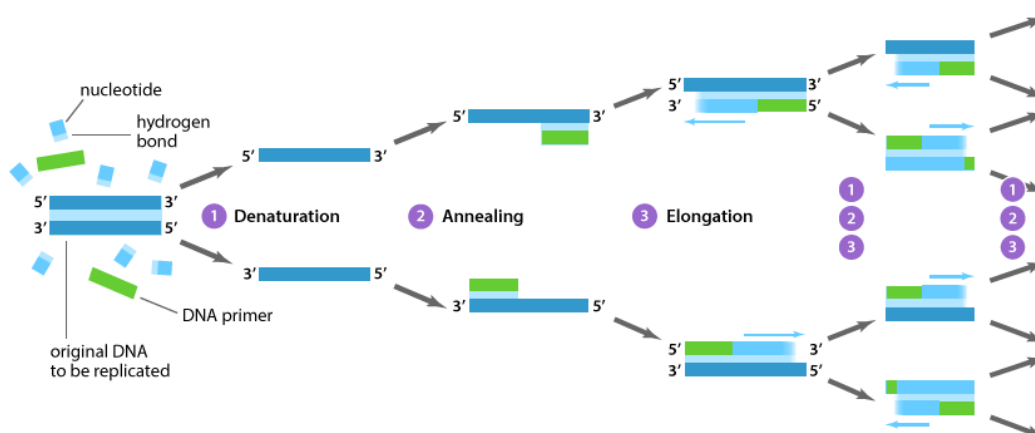 nucleotide
hydrogen
bond
5’ 3’
3’ 5’
DNA primer
original DNA
to be replicated
5’ 3’
1 Denaturation
3’ 5’
5’ 3’
2 Annealing
3’ 5’
5’ 3’
3’ 5’
3 Elongation
5’ 3’
3’ 5’
1
2
3
1
2
3